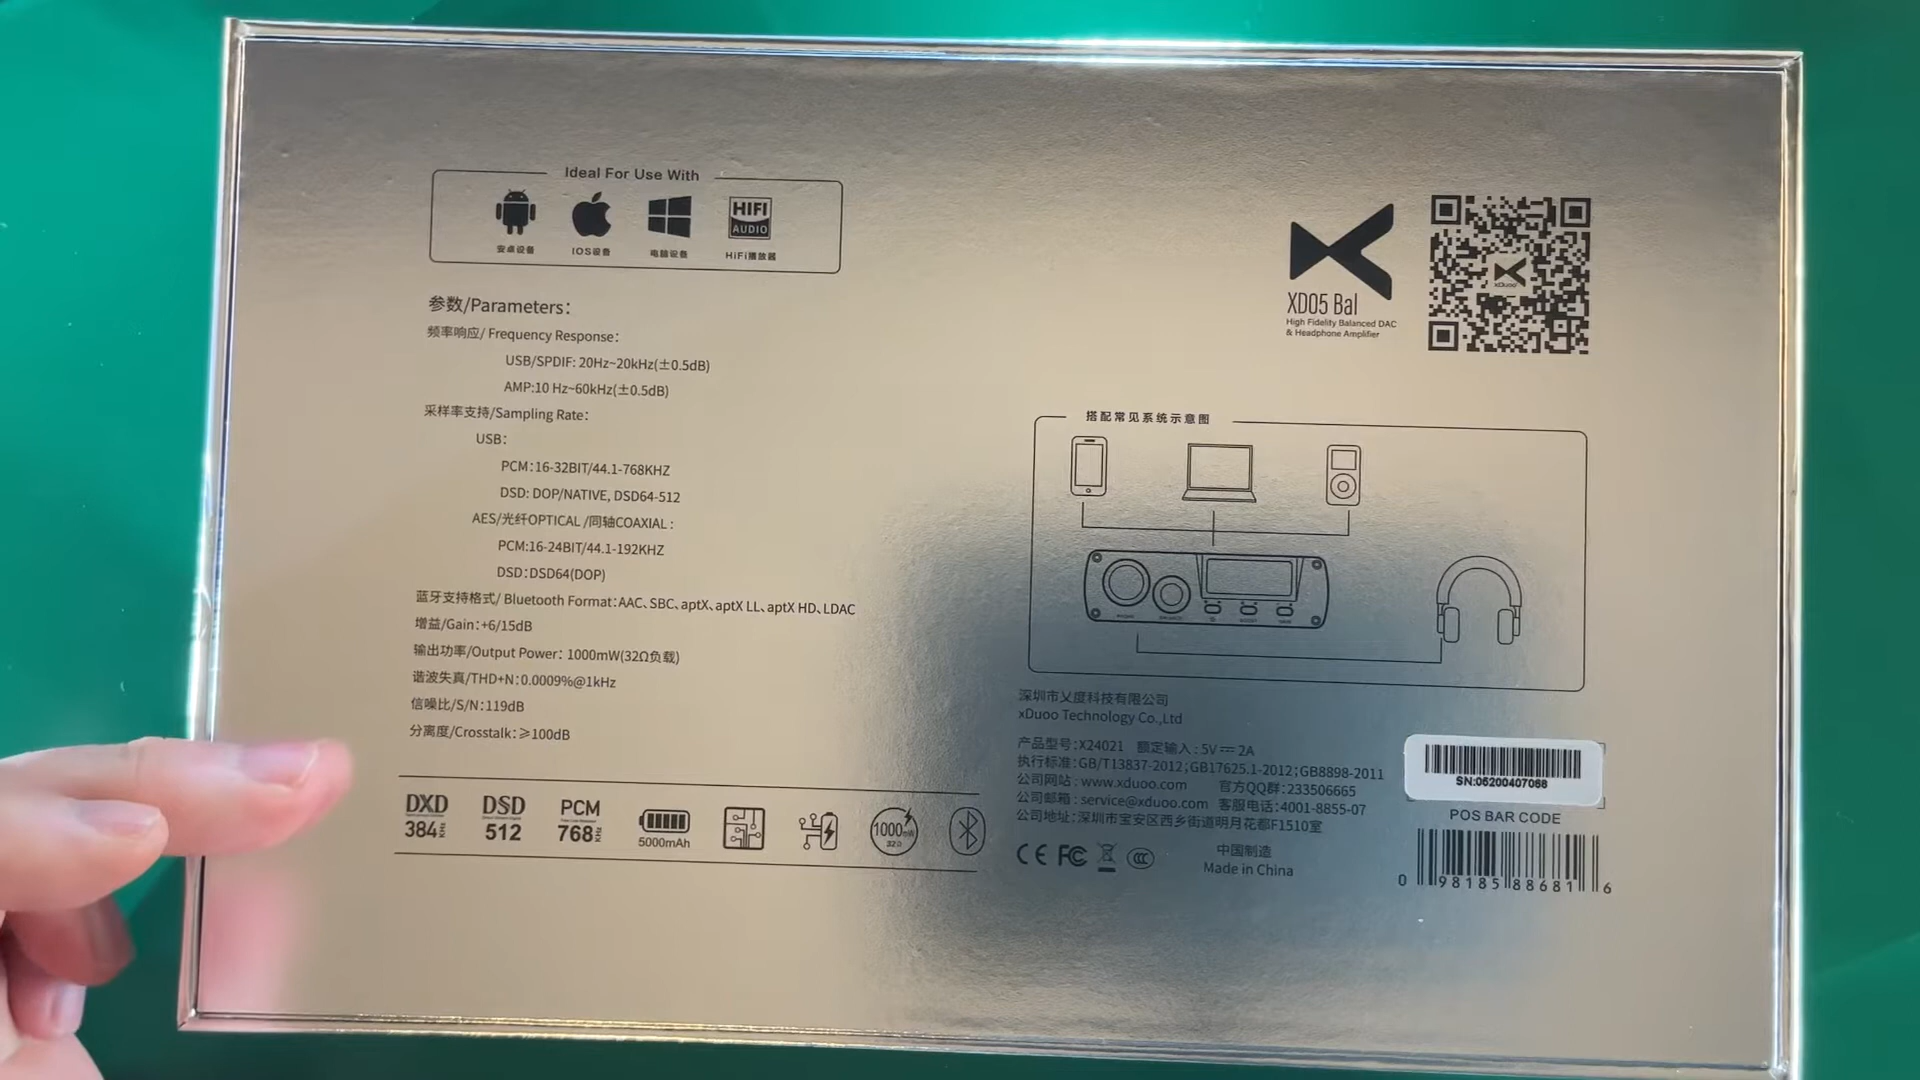 Ideal For Use With
安卓设备
IOS设备
电脑设备
HIFI
AUDIO
HiFi播放器
参数/Parameters：
频率响应/ Frequency Response：
USB/SPDIF: 20Hz~20kHz(±0.5dB)
AMP:10 Hz~60kHz(±0.5dB)
采样率支持/Sampling Rate：
USB：
PCM：16-32BIT/44.1-768KHZ
DSD: DOP/NATIVE, DSD64-512
AES/光纤OPTICAL /同轴COAXIAL：
PCM:16-24BIT/44.1-192KHZ
DSD：DSD64(DOP)
蓝牙支持格式/ Bluetooth Format：AAC、SBC、aptX、aptX LL、aptX HD、LDAC
增益/Gain：+6/15dB
输出功率/Output Power：1000mW(32Ω负载)
谐波失真/THD+N：0.0009%@1kHz
信噪比/S/N：119dB
分离度/Crosstalk：≥100dB
DXD
384 KHz
DSD
512
PCM
768 KHz
5000mAh
1000mW
32Ω
XD05 Bal
High Fidelity Balanced DAC
& Headphone Amplifier
xDuoo
搭配常见系统示意图
深圳市乂度科技有限公司
xDuoo Technology Co.,Ltd
产品型号：X24021 额定输入：5V⎓2A
执行标准：GB/T13837-2012；GB17625.1-2012；GB8898-2011
公司网站：www.xduoo.com 官方QQ群：233506665
公司邮箱：service@xduoo.com 客服电话：4001-8855-07
公司地址：深圳市宝安区西乡街道明月花都F1510室
CE FC CCC
中国制造
Made in China
SN:06200407068
POS BAR CODE
0 98185 88681 6